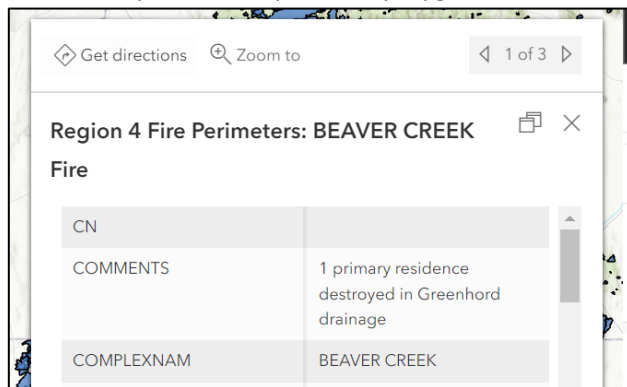 Get directions Zoom to 1 of 3
Region 4 Fire Perimeters: BEAVER CREEK
Fire
CN
COMMENTS 1 primary residence
destroyed in Greenhord
drainage
COMPLEXNAM BEAVER CREEK